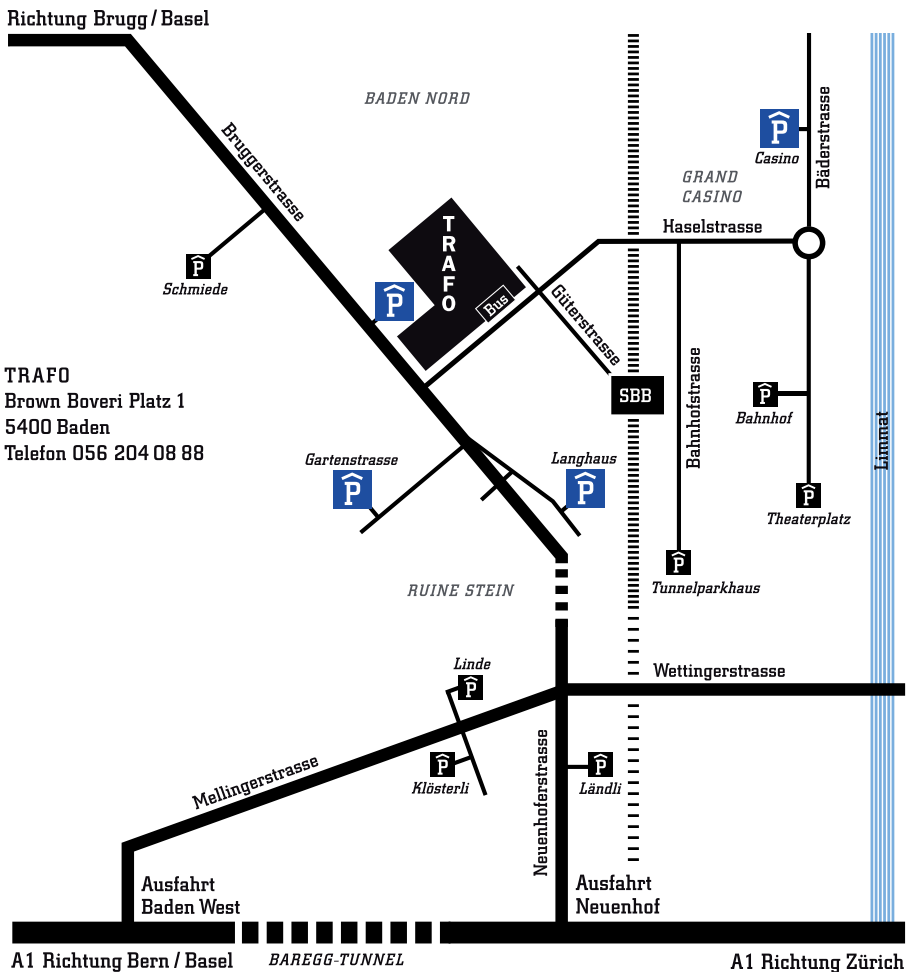 Richtung Brugg / Basel
BADEN NORD
Bruggerstrasse
P
Casino
Bäderstrasse
GRAND
CASINO
TRAFO
Haselstrasse
P
Schmiede
P
Bus
Güterstrasse
TRAFO
Brown Boveri Platz 1
5400 Baden
Telefon 056 204 08 88
SBB
Bahnhofstrasse
P
Bahnhof
Limmat
Gartenstrasse
P
Langhaus
P
P
Theaterplatz
P
Tunnelparkhaus
RUINE STEIN
Linde
P
Wettingerstrasse
Mellingerstrasse
P
Klösterli
Neuenhoferstrasse
P
Ländli
Ausfahrt
Baden West
Ausfahrt
Neuenhof
A1 Richtung Bern / Basel
BAREGG-TUNNEL
A1 Richtung Zürich